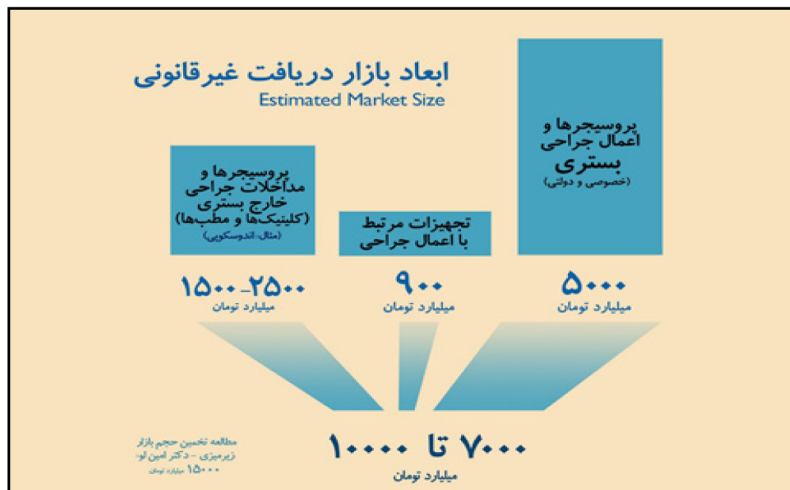 ابعاد بازار دریافت غیرقانونی
Estimated Market Size
پروسیجرها و
اعمال جراحی
بستری
(خصوصی و دولتی)
۵۰۰۰
میلیارد تومان
تجهیزات مرتبط
با اعمال جراحی
۹۰۰
میلیارد تومان
پروسیجرها و
مداخلات جراحی
خارج بستری
(کلینیک‌ها و مطب‌ها)
(مثال-اندوسکوپی)
۱۵۰۰-۲۵۰۰
میلیارد تومان
۷۰۰۰ تا ۱۰۰۰۰
میلیارد تومان
مطالعه تخمین حجم بازار
زیرمیزی - دکتر امین لو-
۱۵۰۰۰ میلیارد تومان